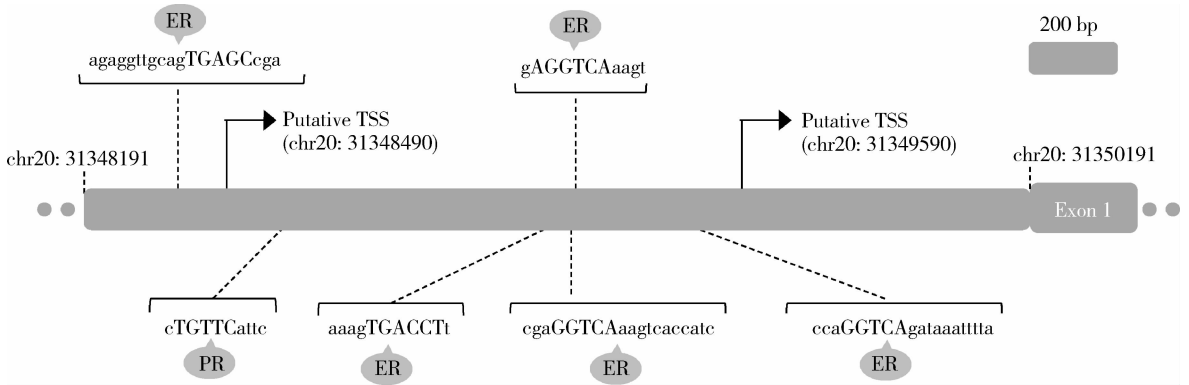 ER
agaggttgcagTGAGCcga
ER
gAGGTCAaagt
200 bp
Putative TSS
(chr20: 31348490)
Putative TSS
(chr20: 31349590)
chr20: 31348191
chr20: 31350191
Exon 1
cTGTTCattc
PR
aaagTGACCTt
ER
cgaGGTCAaagtcaccatc
ER
ccaGGTCAgataaatttta
ER